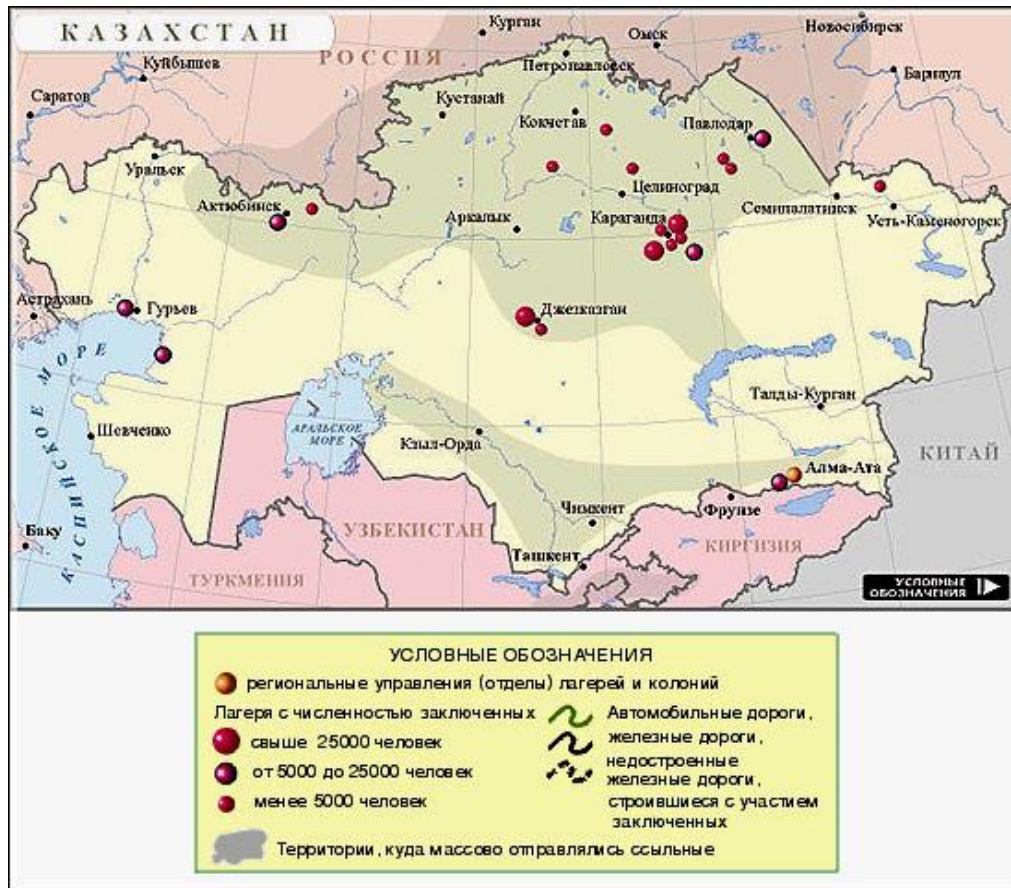 КАЗАХСТАН
РОССИЯ
Курган
Омск
Новосибирск
Куйбышев
Петропавловск
Барнаул
Саратов
Кустанай
Кокчетав
Павлодар
Уральск
Целиноград
Актюбинск
Аркалык
Караганда
Семипалатинск
Усть-Каменогорск
Астрахань
Гурьев
Джезказган
КАСПИЙСКОЕ МОРЕ
Талды-Курган
АРАЛЬСКОЕ
МОРЕ
Шевченко
Кзыл-Орда
КИТАЙ
Алма-Ата
Чимкент
Фрунзе
Баку
УЗБЕКИСТАН
Ташкент
КИРГИЗИЯ
ТУРКМЕНИЯ
УСЛОВНЫЕ
ОБОЗНАЧЕНИЯ
УСЛОВНЫЕ ОБОЗНАЧЕНИЯ
региональные управления (отделы) лагерей и колоний
Лагеря с численностью заключенных
свыше 25000 человек
от 5000 до 25000 человек
менее 5000 человек
Автомобильные дороги,
железные дороги,
недостроенные
железные дороги,
строившиеся с участием
заключенных
Территории, куда массово отправлялись ссыльные